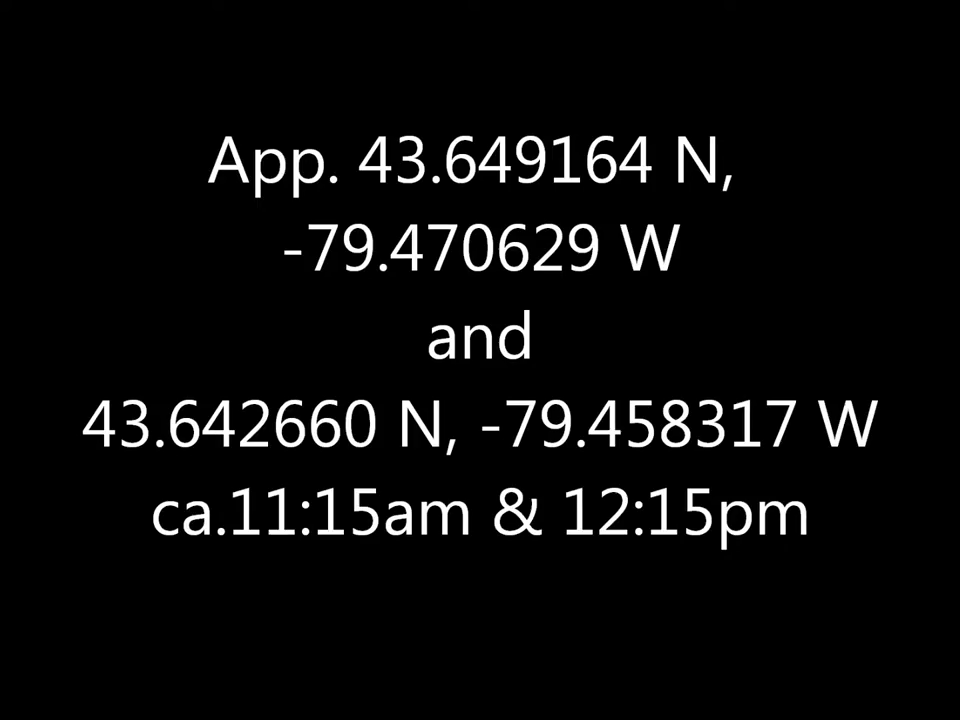 App. 43.649164 N,
-79.470629 W
and
43.642660 N, -79.458317 W
ca.11:15am & 12:15pm